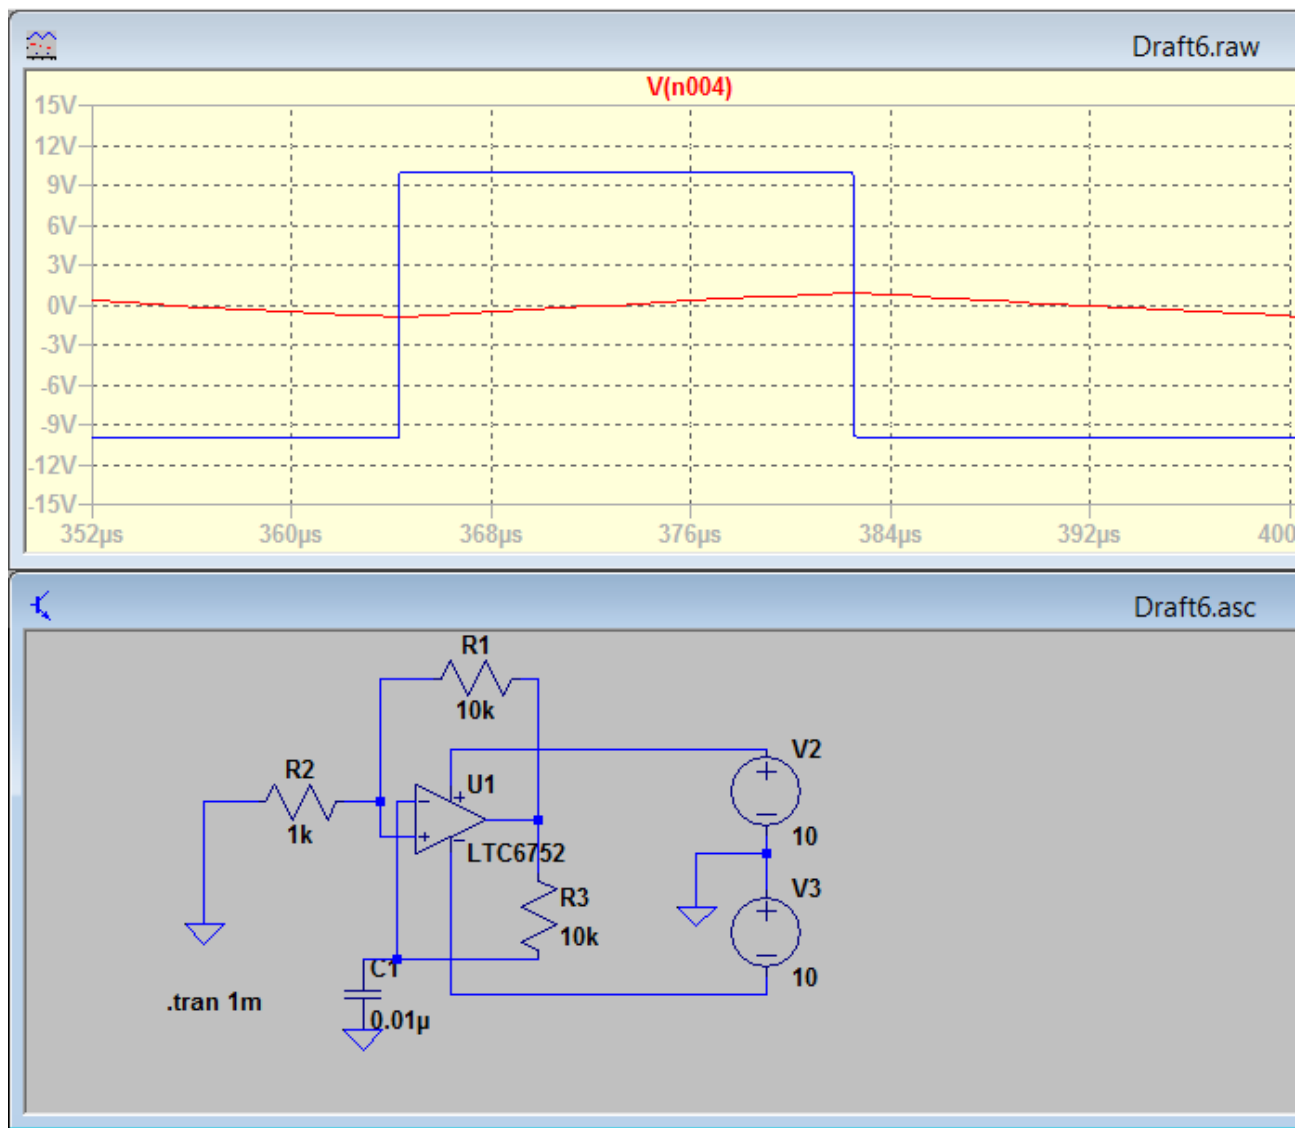 Draft6.raw
V(n004)
15V
12V
9V
6V
3V
0V
-3V
-6V
-9V
-12V
-15V
352µs 360µs 368µs 376µs 384µs 392µs 400
Draft6.asc
R1
10k
V2
R2
U1
1k
10
LTC6752
R3
V3
10k
C1
10
.tran 1m
0.01µ